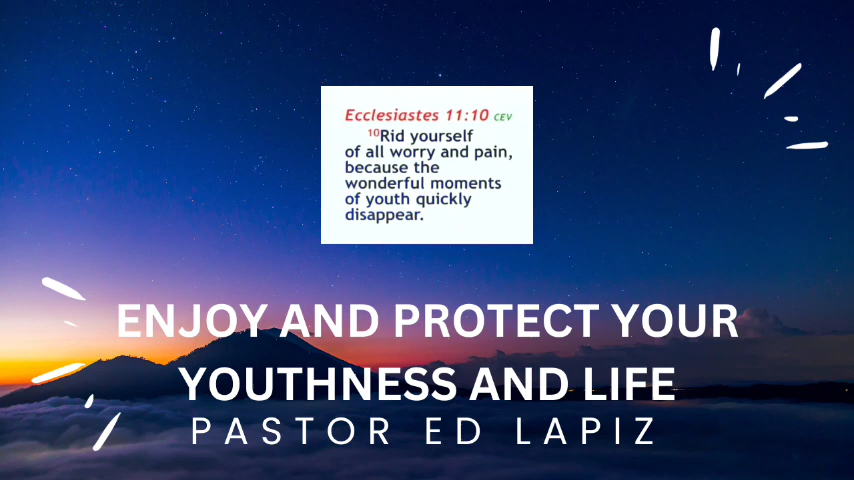 Ecclesiastes 11:10 CEV
10Rid yourself
of all worry and pain,
because the
wonderful moments
of youth quickly
disappear.
ENJOY AND PROTECT YOUR
YOUTHNESS AND LIFE
PASTOR ED LAPIZ